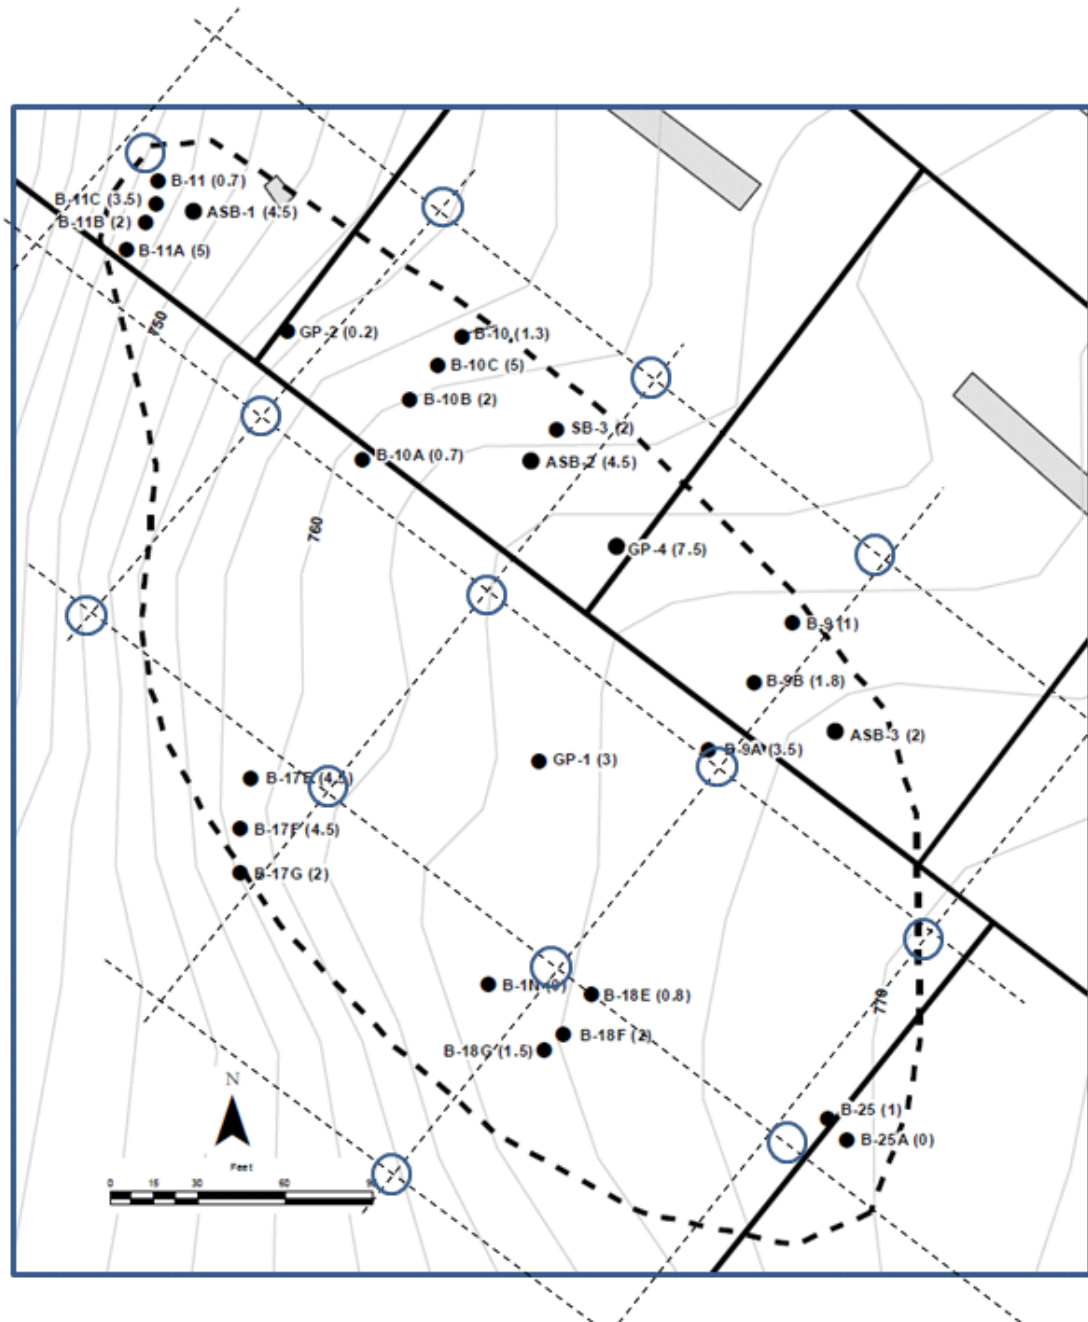 B-11 (0.7)
B-11C (3.5)
ASB-1 (4.5)
B-11B (2)
B-11A (5)
750
GP-2 (0.2)
B-10 (1.3)
B-10C (5)
B-10B (2)
SB-3 (2)
B-10A (0.7)
ASB-2 (4.5)
760
GP-4 (7.5)
B-9 (1)
B-9B (1.8)
ASB-3 (2)
B-9A (3.5)
GP-1 (3)
B-17E (4.5)
B-17F (4.5)
B-17G (2)
B-1N (0)
B-18E (0.8)
770
B-18F (2)
B-18G (1.5)
N
B-25 (1)
B-25A (0)
Feet
0 15 30 60 90